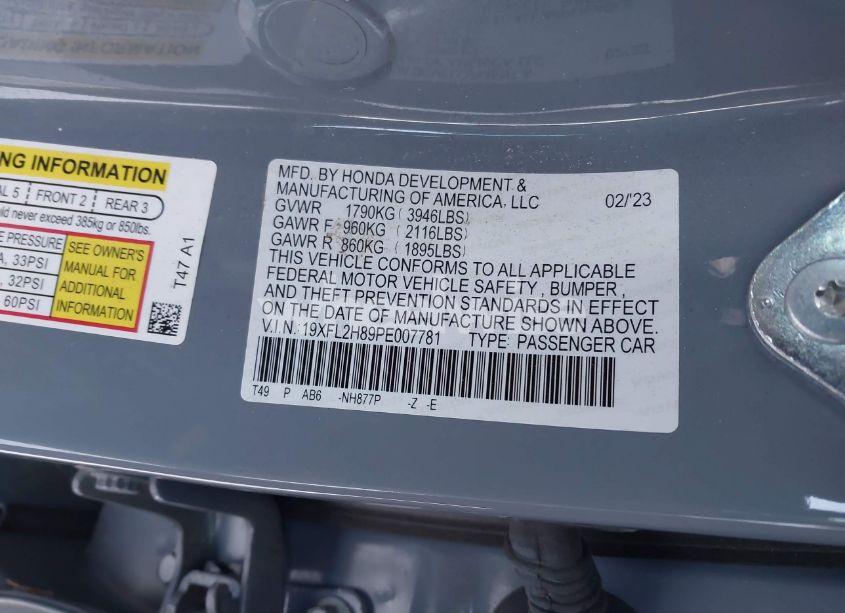 NG INFORMATION
AL 5 FRONT 2 REAR 3
ld never exceed 385kg or 850lbs.
E PRESSURE
A, 33PSI
, 32PSI
60PSI
SEE OWNER'S
MANUAL FOR
ADDITIONAL
INFORMATION
T47 A1
MFD. BY HONDA DEVELOPMENT &
MANUFACTURING OF AMERICA, LLC 02/'23
GVWR 1790KG ( 3946LBS)
GAWR F 960KG ( 2116LBS)
GAWR R 860KG ( 1895LBS)
THIS VEHICLE CONFORMS TO ALL APPLICABLE
FEDERAL MOTOR VEHICLE SAFETY, BUMPER,
AND THEFT PREVENTION STANDARDS IN EFFECT
ON THE DATE OF MANUFACTURE SHOWN ABOVE.
V.I.N.: 19XFL2H89PE007781 TYPE: PASSENGER CAR
T49 P AB6 -NH877P -Z -E